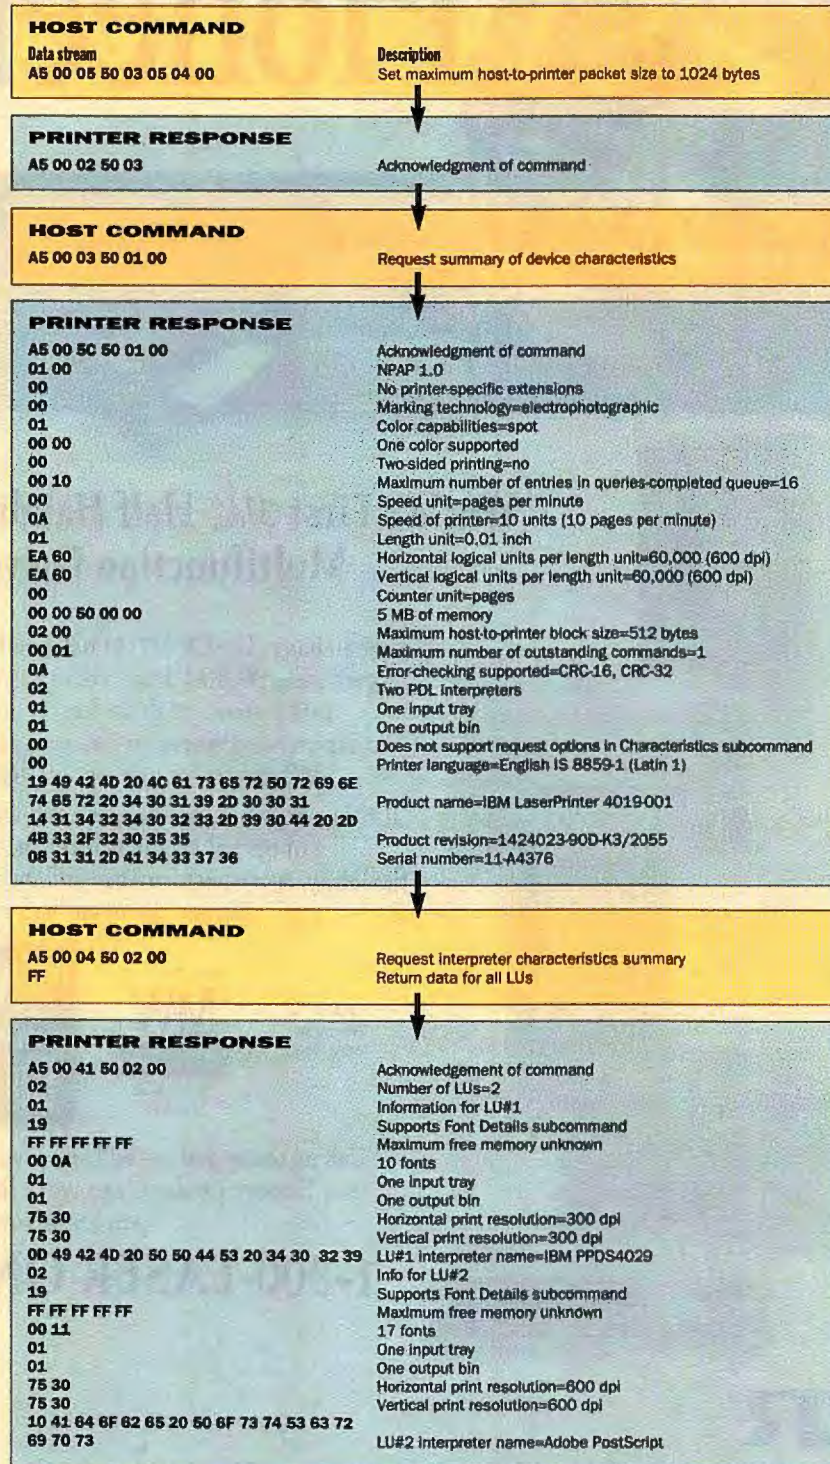 HOST COMMAND
Data stream Description
A5 00 05 50 03 05 04 00 Set maximum host-to-printer packet size to 1024 bytes
PRINTER RESPONSE
A5 00 02 50 03 Acknowledgment of command
HOST COMMAND
A5 00 03 50 01 00 Request summary of device characteristics
PRINTER RESPONSE
A5 00 5C 50 01 00 Acknowledgment of command
01 00 NPAP 1.0
00 No printer-specific extensions
00 Marking technology=electrophotographic
01 Color capabilities=spot
00 00 One color supported
00 Two-sided printing=no
00 10 Maximum number of entries in queries-completed queue=16
00 Speed unit=pages per minute
0A Speed of printer=10 units (10 pages per minute)
01 Length unit=0.01 inch
EA 60 Horizontal logical units per length unit=60,000 (600 dpi)
EA 60 Vertical logical units per length unit=60,000 (600 dpi)
00 Counter unit=pages
00 00 50 00 00 5 MB of memory
02 00 Maximum host-to-printer block size=512 bytes
00 01 Maximum number of outstanding commands=1
0A Error-checking supported=CRC-16, CRC-32
02 Two PDL interpreters
01 One input tray
01 One output bin
00 Does not support request options in Characteristics subcommand
00 Printer language=English IS 8859-1 (Latin 1)
19 49 42 4D 20 4C 61 73 65 72 50 72 69 6E
74 65 72 20 34 30 31 39 2D 30 30 31 Product name=IBM LaserPrinter 4019-001
14 31 34 32 34 30 32 33 2D 39 30 44 20 2D
4B 33 2F 32 30 35 35 Product revision=1424023-90D-K3/2055
08 31 31 2D 41 34 33 37 36 Serial number=11-A4376
HOST COMMAND
A5 00 04 50 02 00 Request interpreter characteristics summary
FF Return data for all LUs
PRINTER RESPONSE
A5 00 41 50 02 00 Acknowledgement of command
02 Number of LUs=2
01 Information for LU#1
19 Supports Font Details subcommand
FF FF FF FF FF Maximum free memory unknown
00 0A 10 fonts
01 One input tray
01 One output bin
75 30 Horizontal print resolution=300 dpi
75 30 Vertical print resolution=300 dpi
0D 49 42 4D 20 50 50 44 53 20 34 30 32 39 LU#1 interpreter name=IBM PPDS4029
02 Info for LU#2
19 Supports Font Details subcommand
FF FF FF FF FF Maximum free memory unknown
00 11 17 fonts
01 One input tray
01 One output bin
75 30 Horizontal print resolution=600 dpi
75 30 Vertical print resolution=600 dpi
10 41 64 6F 62 65 20 50 6F 73 74 53 63 72
69 70 73 LU#2 interpreter name=Adobe PostScript